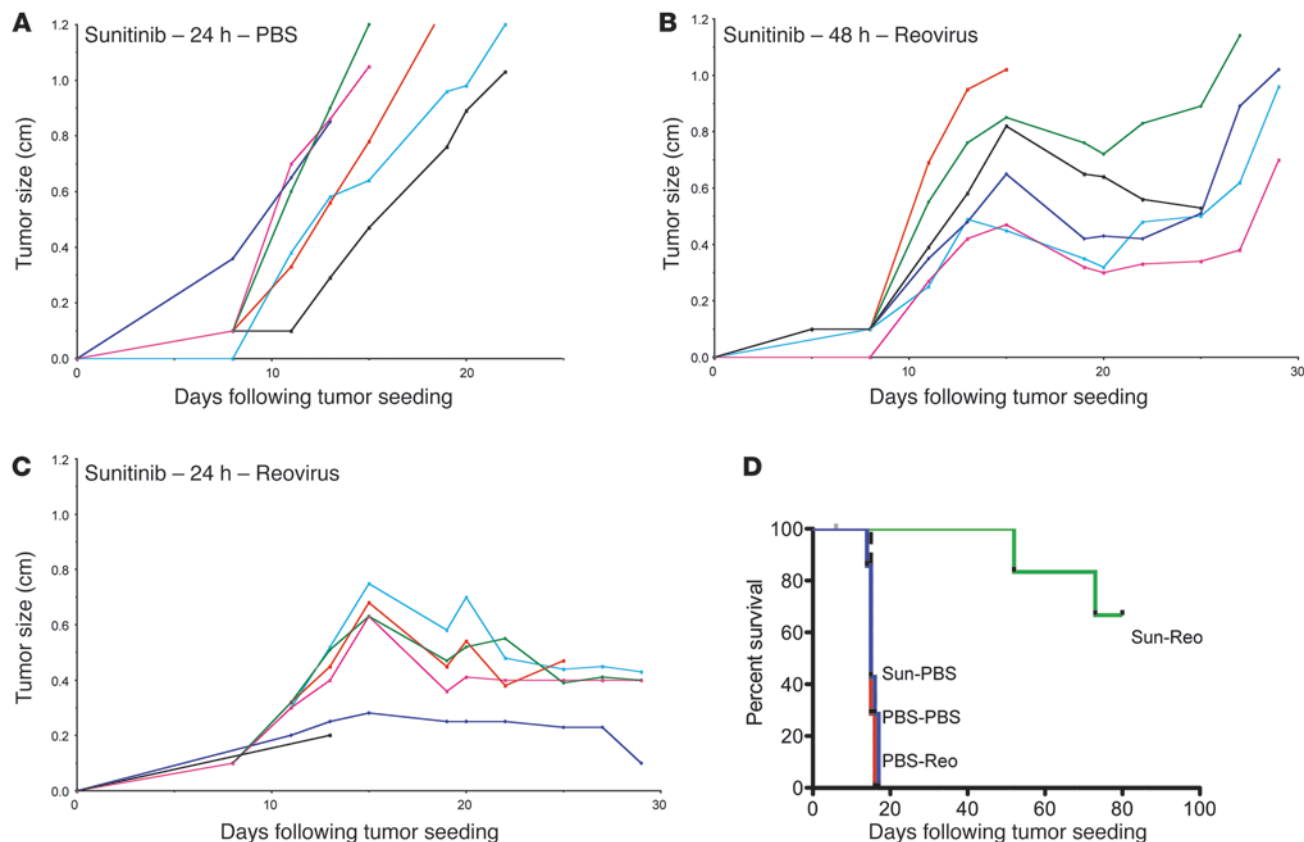 A
Sunitinib – 24 h – PBS
1.2
1.0
0.8
0.6
0.4
0.2
0.0
0
10
20
Tumor size (cm)
Days following tumor seeding
B
Sunitinib – 48 h – Reovirus
1.2
1.0
0.8
0.6
0.4
0.2
0.0
0
10
20
30
Tumor size (cm)
Days following tumor seeding
C
Sunitinib – 24 h – Reovirus
1.2
1.0
0.8
0.6
0.4
0.2
0.0
0
10
20
30
Tumor size (cm)
Days following tumor seeding
D
100
80
60
40
20
0
0
20
40
60
80
100
Percent survival
Sun-Reo
Sun-PBS
PBS-PBS
PBS-Reo
Days following tumor seeding